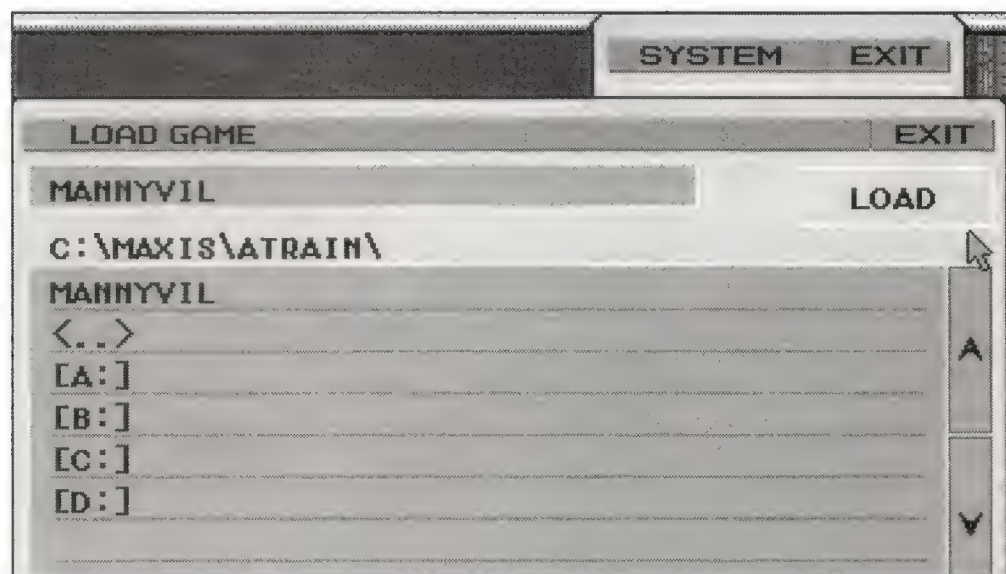 SYSTEM EXIT
LOAD GAME EXIT
MANNYVIL LOAD
C:\MAXIS\ATRAIN\
MANNYVIL
<..>
[A:]
[B:]
[C:]
[D:]